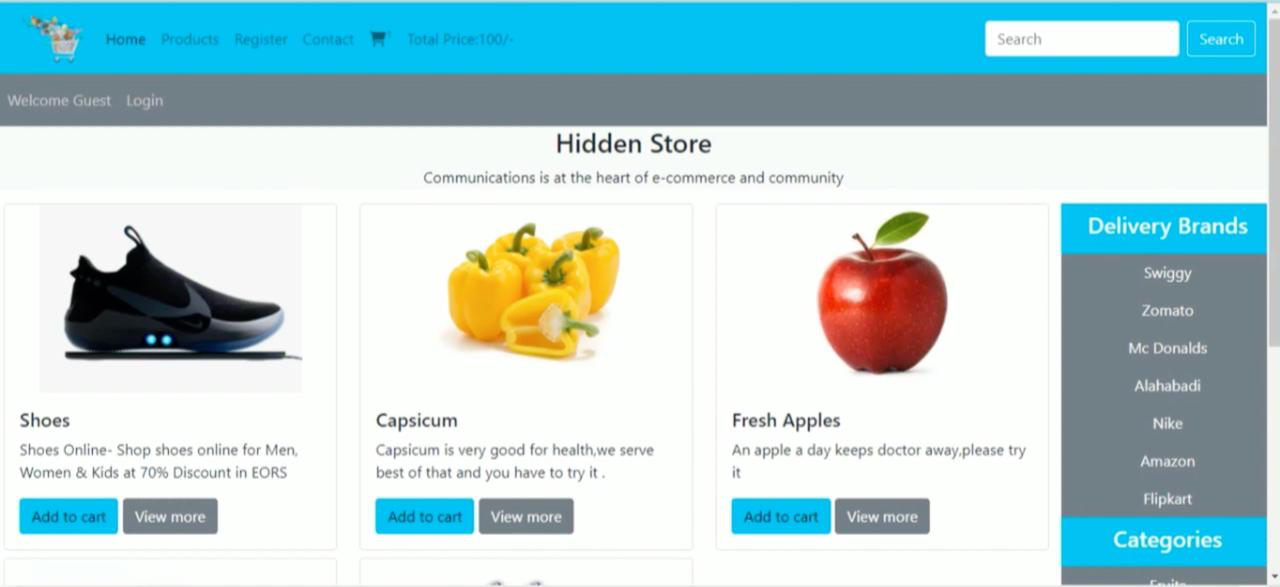 Home Products Register Contact Total Price:100/-
Search Search
Welcome Guest Login
Hidden Store
Communications is at the heart of e-commerce and community
Shoes
Shoes Online- Shop shoes online for Men,
Women & Kids at 70% Discount in EORS
Add to cart View more
Capsicum
Capsicum is very good for health,we serve
best of that and you have to try it .
Add to cart View more
Fresh Apples
An apple a day keeps doctor away,please try
it
Add to cart View more
Delivery Brands
Swiggy
Zomato
Mc Donalds
Alahabadi
Nike
Amazon
Flipkart
Categories